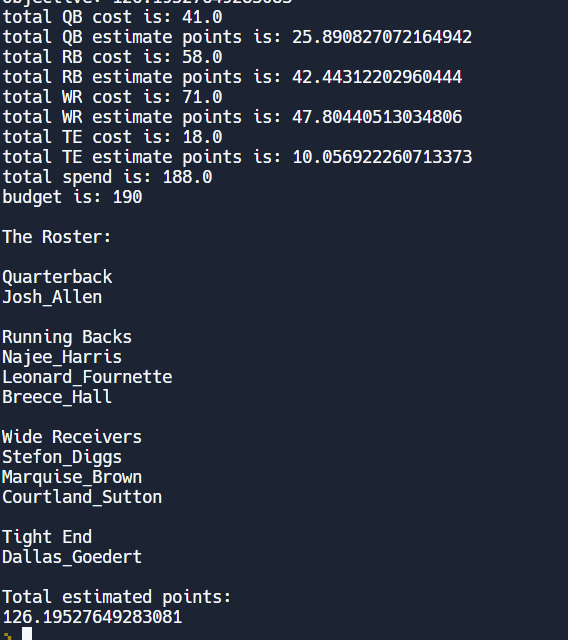 total QB cost is: 41.0
total QB estimate points is: 25.890827072164942
total RB cost is: 58.0
total RB estimate points is: 42.44312202960444
total WR cost is: 71.0
total WR estimate points is: 47.80440513034806
total TE cost is: 18.0
total TE estimate points is: 10.056922260713373
total spend is: 188.0
budget is: 190
The Roster:
Quarterback
Josh_Allen
Running Backs
Najee_Harris
Leonard_Fournette
Breece_Hall
Wide Receivers
Stefon_Diggs
Marquise_Brown
Courtland_Sutton
Tight End
Dallas_Goedert
Total estimated points:
126.19527649283081